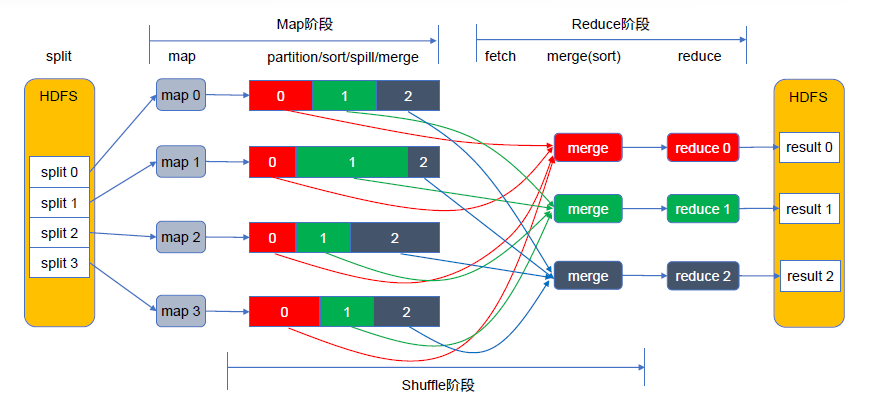 Map阶段
Reduce阶段
split
map
partition/sort/spill/merge
fetch
merge(sort)
reduce
HDFS
split 0
split 1
split 2
split 3
map 0
0
1
2
map 1
0
1
2
map 2
0
1
2
map 3
0
1
2
merge
reduce 0
merge
reduce 1
merge
reduce 2
HDFS
result 0
result 1
result 2
Shuffle阶段